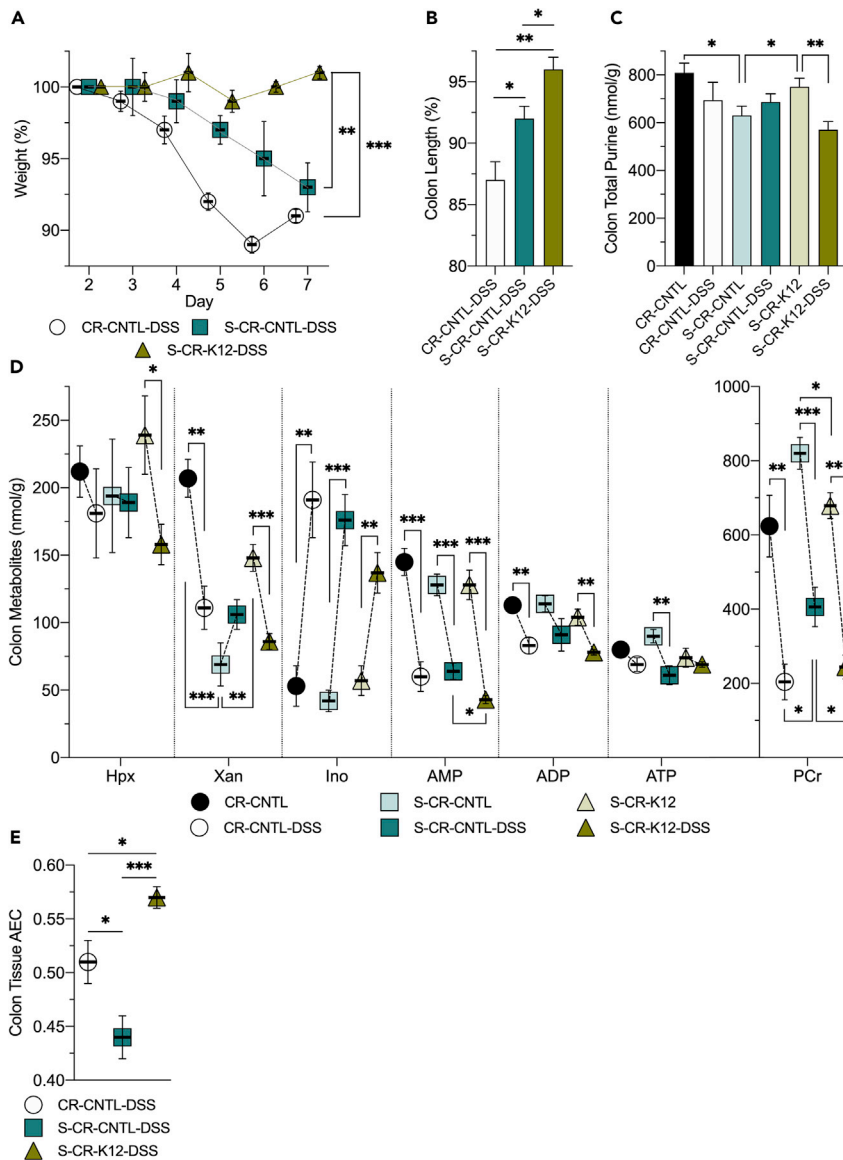 A
Weight (%)
100
95
90
2 3 4 5 6 7
Day
** ***
CR-CNTL-DSS S-CR-CNTL-DSS
S-CR-K12-DSS
B
Colon Length (%)
95
90
85
80
*
**
*
CR-CNTL-DSS
S-CR-CNTL-DSS
S-CR-K12-DSS
C
Colon Total Purine (nmol/g)
800
600
400
200
0
* * **
CR-CNTL
CR-CNTL-DSS
S-CR-CNTL
S-CR-CNTL-DSS
S-CR-K12
S-CR-K12-DSS
D
Colon Metabolites (nmol/g)
250
200
150
100
50
0
*
** *** *** **
** *** **
*** *** *** *
** **
**
1000
800
600
400
200
*
*** ** **
* *
Hpx Xan Ino AMP ADP ATP PCr
CR-CNTL S-CR-CNTL S-CR-K12
CR-CNTL-DSS S-CR-CNTL-DSS S-CR-K12-DSS
E
Colon Tissue AEC
0.60
0.55
0.50
0.45
0.40
*
***
*
CR-CNTL-DSS
S-CR-CNTL-DSS
S-CR-K12-DSS